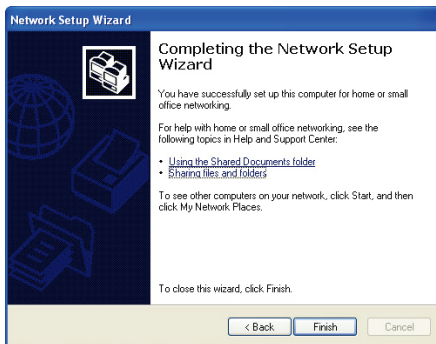 Network Setup Wizard
Completing the Network Setup
Wizard
You have successfully set up this computer for home or small
office networking.
For help with home or small office networking, see the
following topics in Help and Support Center:
• Using the Shared Documents folder
• Sharing files and folders
To see other computers on your network, click Start, and then
click My Network Places.
To close this wizard, click Finish.
< Back
Finish
Cancel